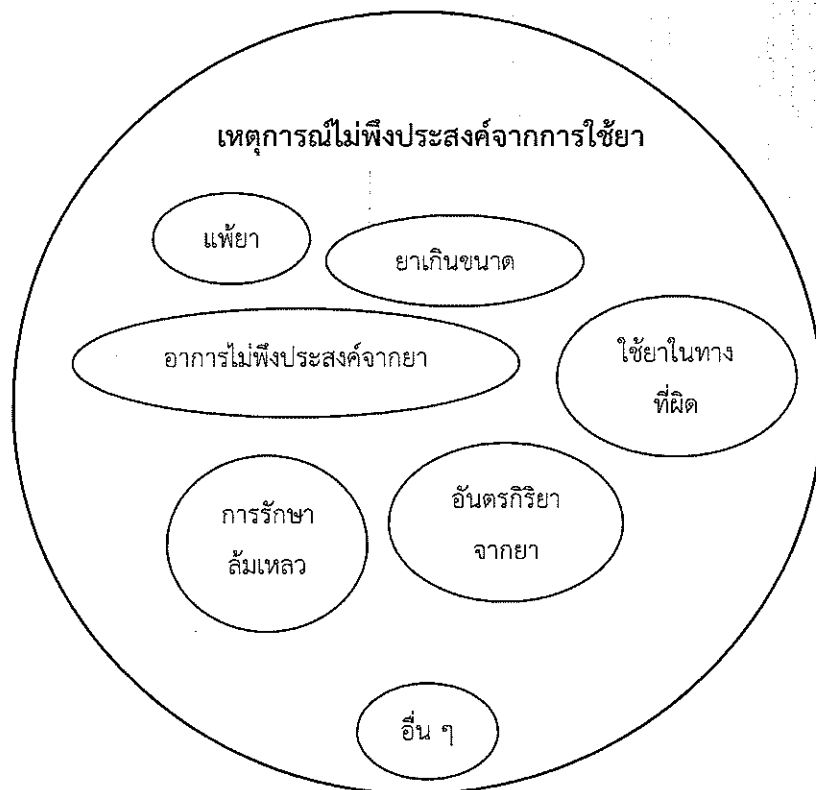 เหตุการณ์ไม่พึงประสงค์จากการใช้ยา
แพ้ยา
ยาเกินขนาด
อาการไม่พึงประสงค์จากยา
ใช้ยาในทาง
ที่ผิด
การรักษา
ล้มเหลว
อันตรกิริยา
จากยา
อื่น ๆ